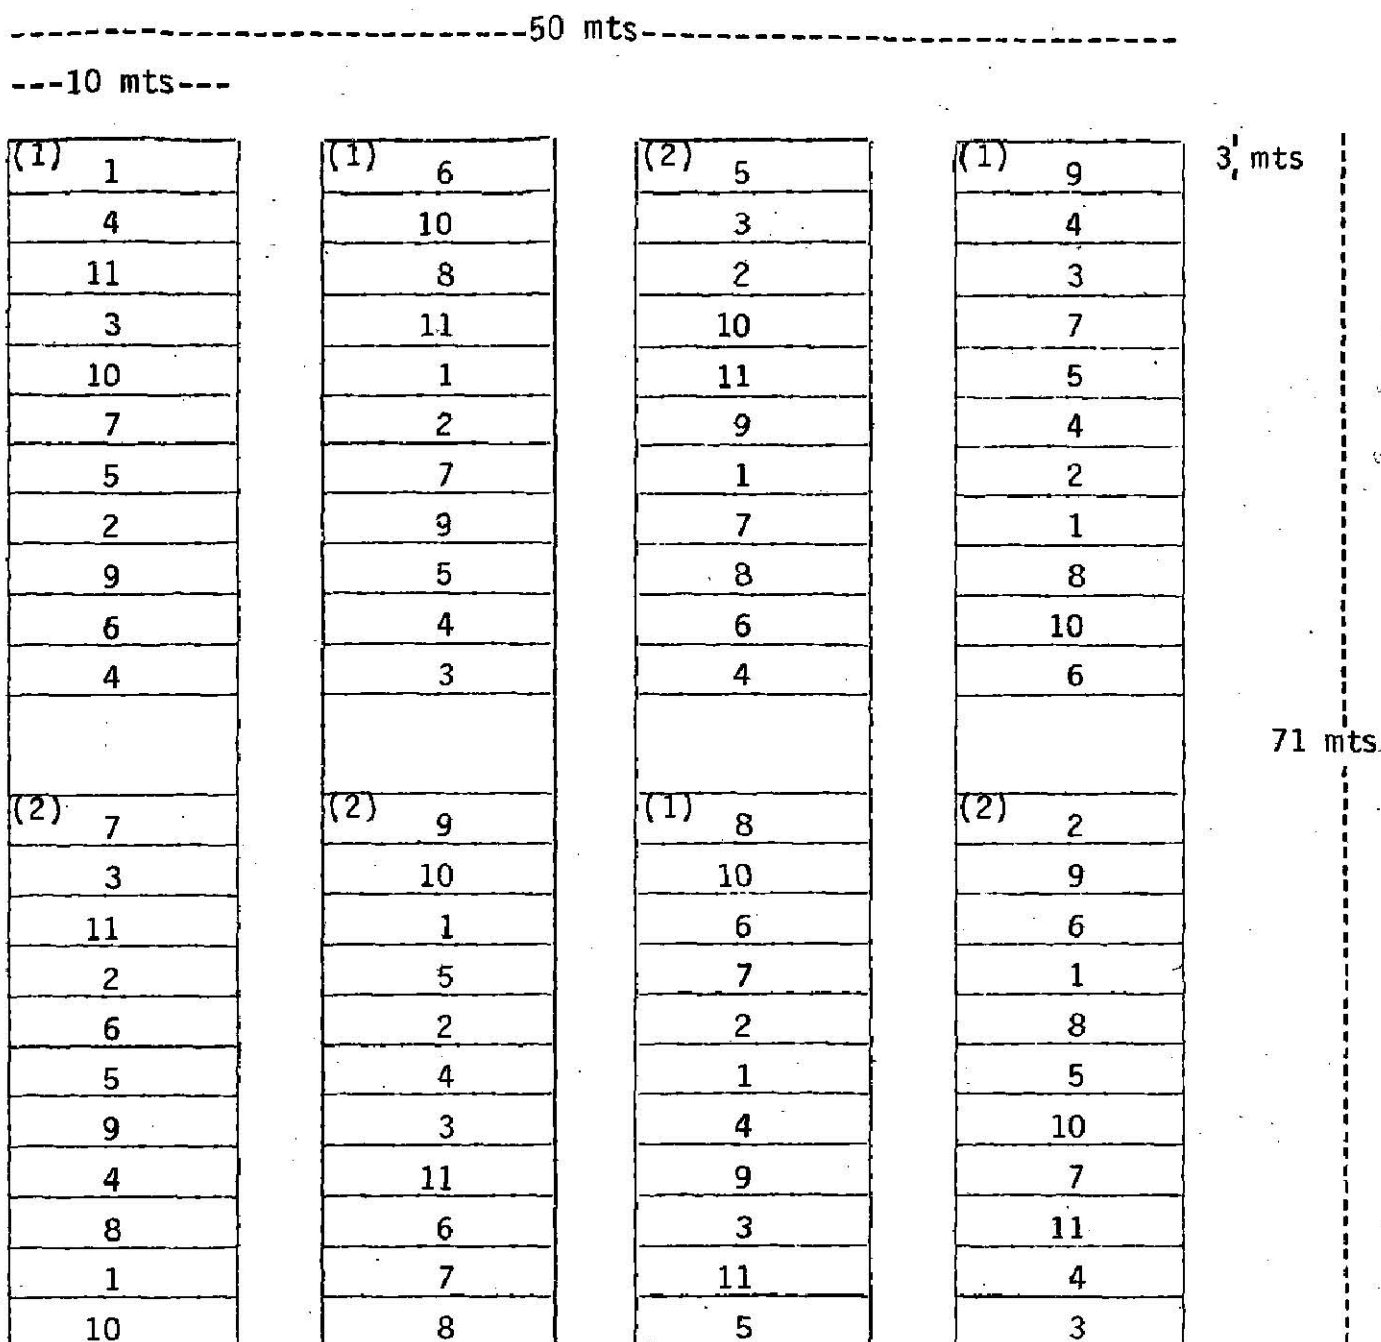 50 mts
10 mts
(1) 1 (1) 6 (2) 5 (1) 9 3 mts
4 10 3 4
11 8 2 3
3 11 10 7
10 1 11 5
7 2 9 4
5 7 1 2
2 9 7 1
9 5 8 8
6 4 6 10
4 3 4 6
71 mts
(2) 7 (2) 9 (1) 8 (2) 2
3 10 10 9
11 1 6 6
2 5 7 1
6 2 2 8
5 4 1 5
9 3 4 10
4 11 9 7
8 6 3 11
1 7 11 4
10 8 5 3